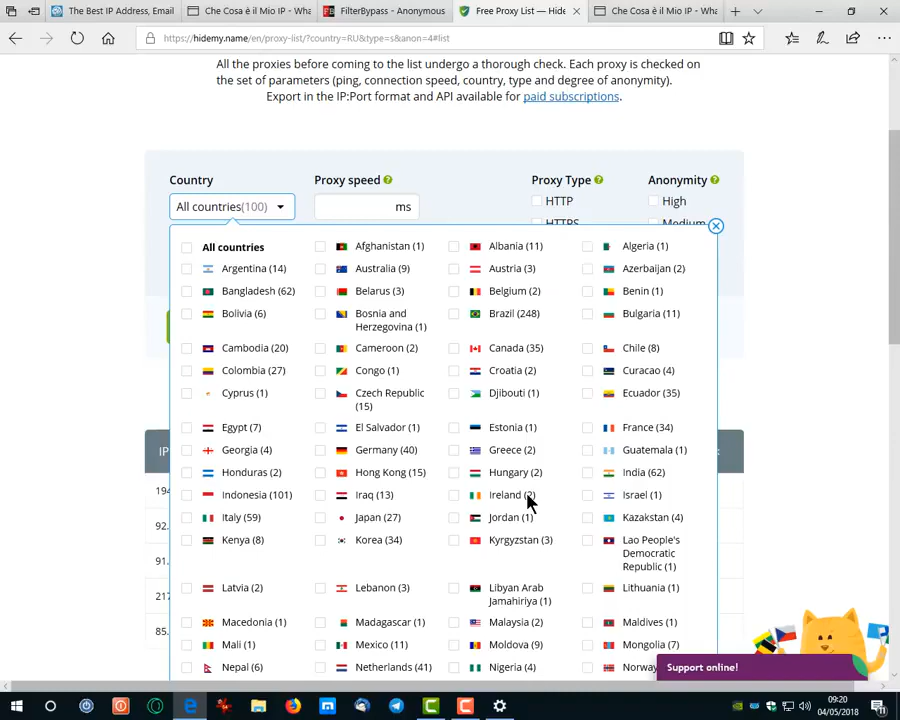 The Best IP Address, Email
Che Cosa è il Mio IP - Wha
FilterBypass - Anonymous
Free Proxy List — Hide
Che Cosa è il Mio IP - Wha
https://hidemy.name/en/proxy-list/?country=RU&type=s&anon=4#list
All the proxies before coming to the list undergo a thorough check. Each proxy is checked on
the set of parameters (ping, connection speed, country, type and degree of anonymity).
Export in the IP:Port format and API available for paid subscriptions.
Country Proxy speed Proxy Type Anonymity
All countries(100) ms HTTP High
HTTPS Medium
All countries Afghanistan (1) Albania (11) Algeria (1)
Argentina (14) Australia (9) Austria (3) Azerbaijan (2)
Bangladesh (62) Belarus (3) Belgium (2) Benin (1)
Bolivia (6) Bosnia and Brazil (248) Bulgaria (11)
Herzegovina (1)
Cambodia (20) Cameroon (2) Canada (35) Chile (8)
Colombia (27) Congo (1) Croatia (2) Curacao (4)
Cyprus (1) Czech Republic Djibouti (1) Ecuador (35)
(15)
Egypt (7) El Salvador (1) Estonia (1) France (34)
IP Georgia (4) Germany (40) Greece (2) Guatemala (1)
Honduras (2) Hong Kong (15) Hungary (2) India (62)
194 Indonesia (101) Iraq (13) Ireland (2) Israel (1)
92. Italy (59) Japan (27) Jordan (1) Kazakstan (4)
Kenya (8) Korea (34) Kyrgyzstan (3) Lao People's
Democratic
91. Republic (1)
217 Latvia (2) Lebanon (3) Libyan Arab Lithuania (1)
Jamahiriya (1)
85. Macedonia (1) Madagascar (1) Malaysia (2) Maldives (1)
Mali (1) Mexico (11) Moldova (9) Mongolia (7)
Nepal (6) Netherlands (41) Nigeria (4) Norway
Support online!
09:20
04/05/2018